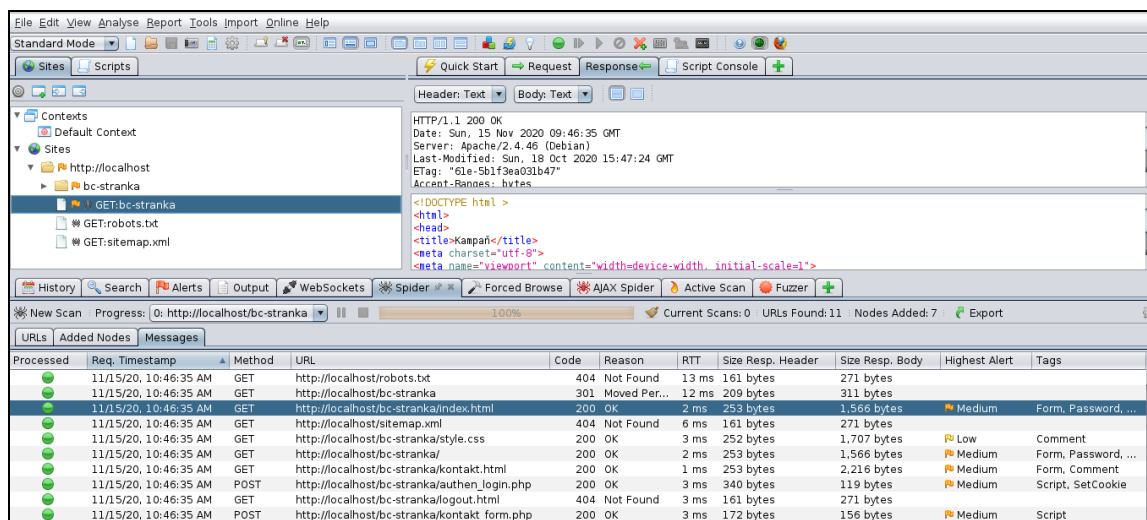 File Edit View Analyse Report Tools Import Online Help
Standard Mode
Sites Scripts
Quick Start Request Response Script Console
Header: Text Body: Text
Contexts
Default Context
Sites
http://localhost
bc-stranka
GET:bc-stranka
GET:robots.txt
GET:sitemap.xml
HTTP/1.1 200 OK
Date: Sun, 15 Nov 2020 09:46:35 GMT
Server: Apache/2.4.46 (Debian)
Last-Modified: Sun, 18 Oct 2020 15:47:24 GMT
ETag: "61e-5b1f3ea031b47"
Accept-Ranges: bytes
<!DOCTYPE html >
<html>
<head>
<title>Kampaň</title>
<meta charset="utf-8">
<meta name="viewport" content="width=device-width, initial-scale=1">
History Search Alerts Output WebSockets Spider Forced Browse AJAX Spider Active Scan Fuzzer
New Scan Progress: 0: http://localhost/bc-stranka 100% Current Scans: 0 URLs Found: 11 Nodes Added: 7 Export
URLs Added Nodes Messages
Processed Req. Timestamp Method URL Code Reason RTT Size Resp. Header Size Resp. Body Highest Alert Tags
11/15/20, 10:46:35 AM GET http://localhost/robots.txt 404 Not Found 13 ms 161 bytes 271 bytes
11/15/20, 10:46:35 AM GET http://localhost/bc-stranka 301 Moved Per... 12 ms 209 bytes 311 bytes
11/15/20, 10:46:35 AM GET http://localhost/bc-stranka/index.html 200 OK 2 ms 253 bytes 1,566 bytes Medium Form, Password, ...
11/15/20, 10:46:35 AM GET http://localhost/sitemap.xml 404 Not Found 6 ms 161 bytes 271 bytes
11/15/20, 10:46:35 AM GET http://localhost/bc-stranka/style.css 200 OK 3 ms 252 bytes 1,707 bytes Low Comment
11/15/20, 10:46:35 AM GET http://localhost/bc-stranka/ 200 OK 2 ms 253 bytes 1,566 bytes Medium Form, Password, ...
11/15/20, 10:46:35 AM GET http://localhost/bc-stranka/kontakt.html 200 OK 1 ms 253 bytes 2,216 bytes Medium Form, Comment
11/15/20, 10:46:35 AM POST http://localhost/bc-stranka/authen_login.php 200 OK 3 ms 340 bytes 119 bytes Medium Script, SetCookie
11/15/20, 10:46:35 AM GET http://localhost/bc-stranka/logout.html 404 Not Found 3 ms 161 bytes 271 bytes
11/15/20, 10:46:35 AM POST http://localhost/bc-stranka/kontakt_form.php 200 OK 3 ms 172 bytes 156 bytes Medium Script